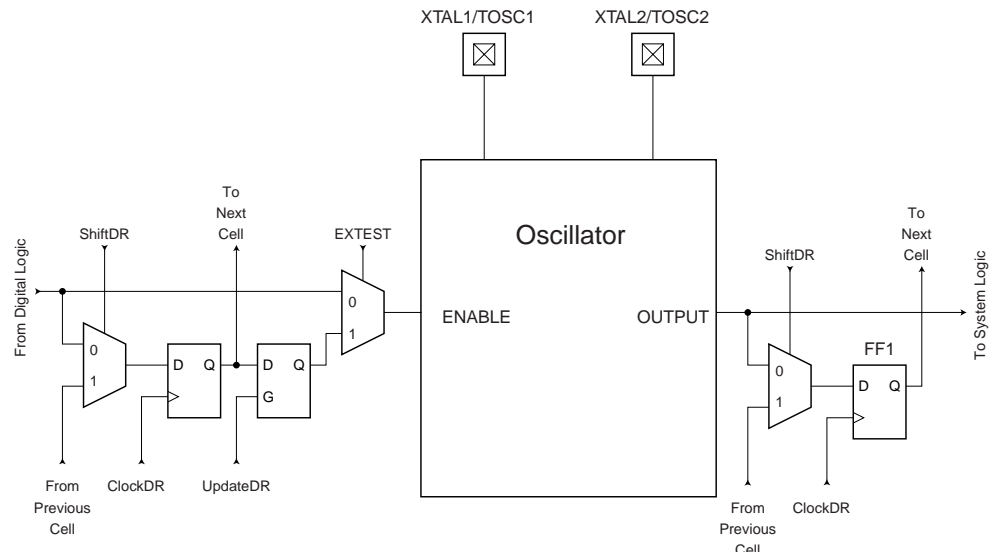 XTAL1/TOSC1
XTAL2/TOSC2
To
Next
Cell
ShiftDR
EXTEST
From Digital Logic
0
1
D Q
D Q
G
0
1
From
Previous
Cell
ClockDR
UpdateDR
Oscillator
ENABLE
OUTPUT
To
Next
Cell
ShiftDR
To System Logic
FF1
0
1
D Q
From
Previous
Cell
ClockDR